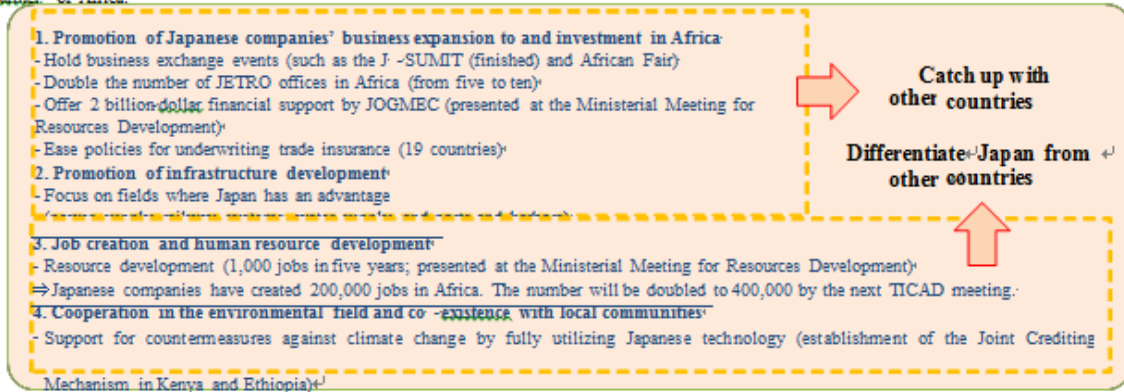 of Africa.
1. Promotion of Japanese companies' business expansion to and investment in Africa
- Hold business exchange events (such as the J -SUMIT (finished) and African Fair)
- Double the number of JETRO offices in Africa (from five to ten)
- Offer 2 billion-dollar financial support by JOGMEC (presented at the Ministerial Meeting for
Resources Development)
- Ease policies for underwriting trade insurance (19 countries)
2. Promotion of infrastructure development
- Focus on fields where Japan has an advantage
Catch up with
other countries
Differentiate Japan from
other countries
3. Job creation and human resource development
- Resource development (1,000 jobs in five years; presented at the Ministerial Meeting for Resources Development)
⇒Japanese companies have created 200,000 jobs in Africa. The number will be doubled to 400,000 by the next TICAD meeting.
4. Cooperation in the environmental field and co -existence with local communities
- Support for countermeasures against climate change by fully utilizing Japanese technology (establishment of the Joint Crediting
Mechanism in Kenya and Ethiopia)